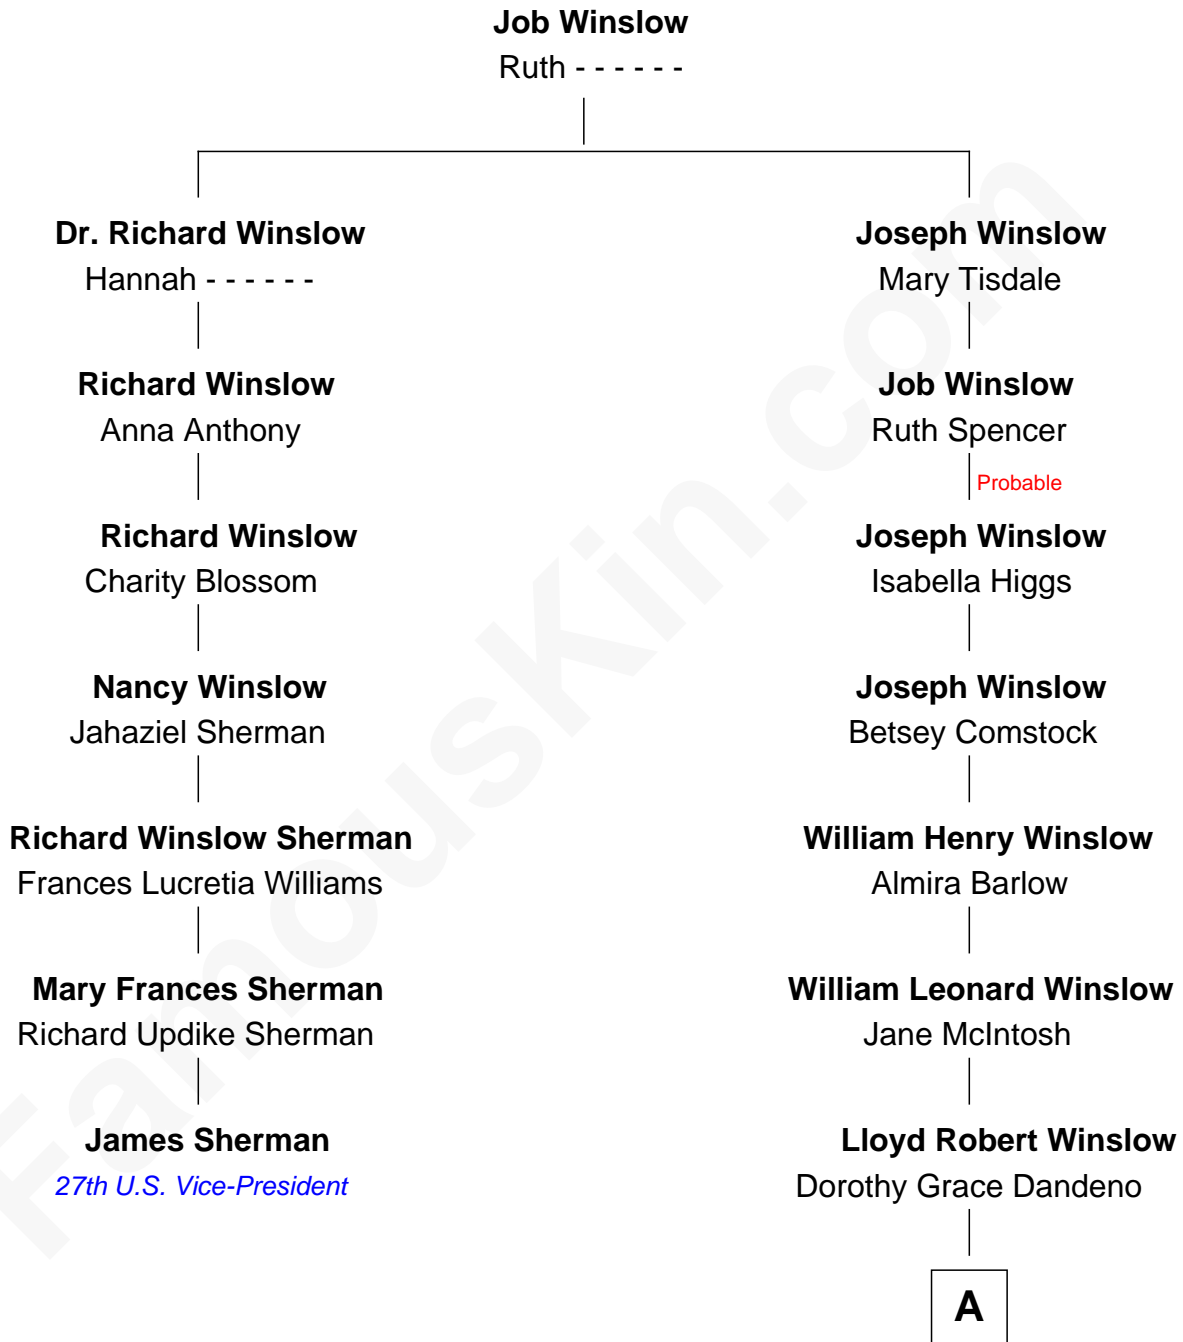 Job Winslow
Ruth - - - - - -
Dr. Richard Winslow
Hannah - - - - - -
Joseph Winslow
Mary Tisdale
Richard Winslow
Anna Anthony
Job Winslow
Ruth Spencer
Probable
Richard Winslow
Charity Blossom
Joseph Winslow
Isabella Higgs
Nancy Winslow
Jahaziel Sherman
Joseph Winslow
Betsey Comstock
Richard Winslow Sherman
Frances Lucretia Williams
William Henry Winslow
Almira Barlow
Mary Frances Sherman
Richard Updike Sherman
William Leonard Winslow
Jane McIntosh
James Sherman
27th U.S. Vice-President
Lloyd Robert Winslow
Dorothy Grace Dandeno
A
FamousKin.com